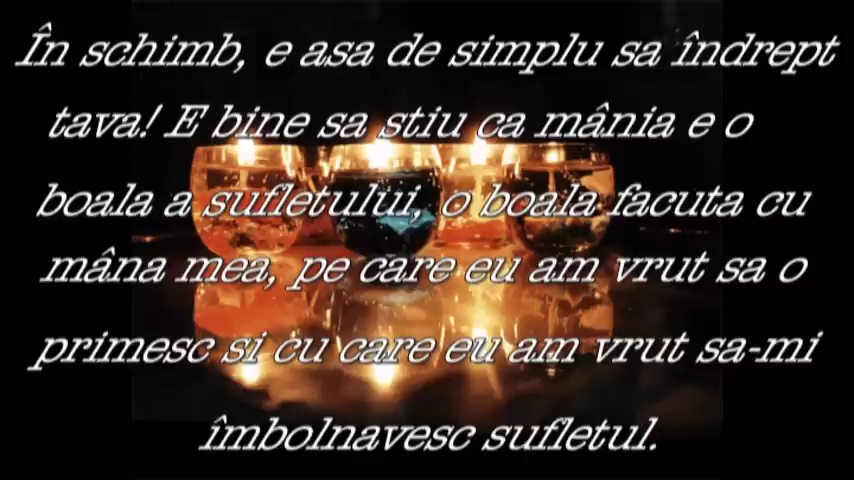 În schimb, e asa de simplu sa îndrept
tava! E bine sa stiu ca mânia e o
boala a sufletului, o boala facuta cu
mâna mea, pe care eu am vrut sa o
primesc si cu care eu am vrut sa-mi
îmbolnavesc sufletul.